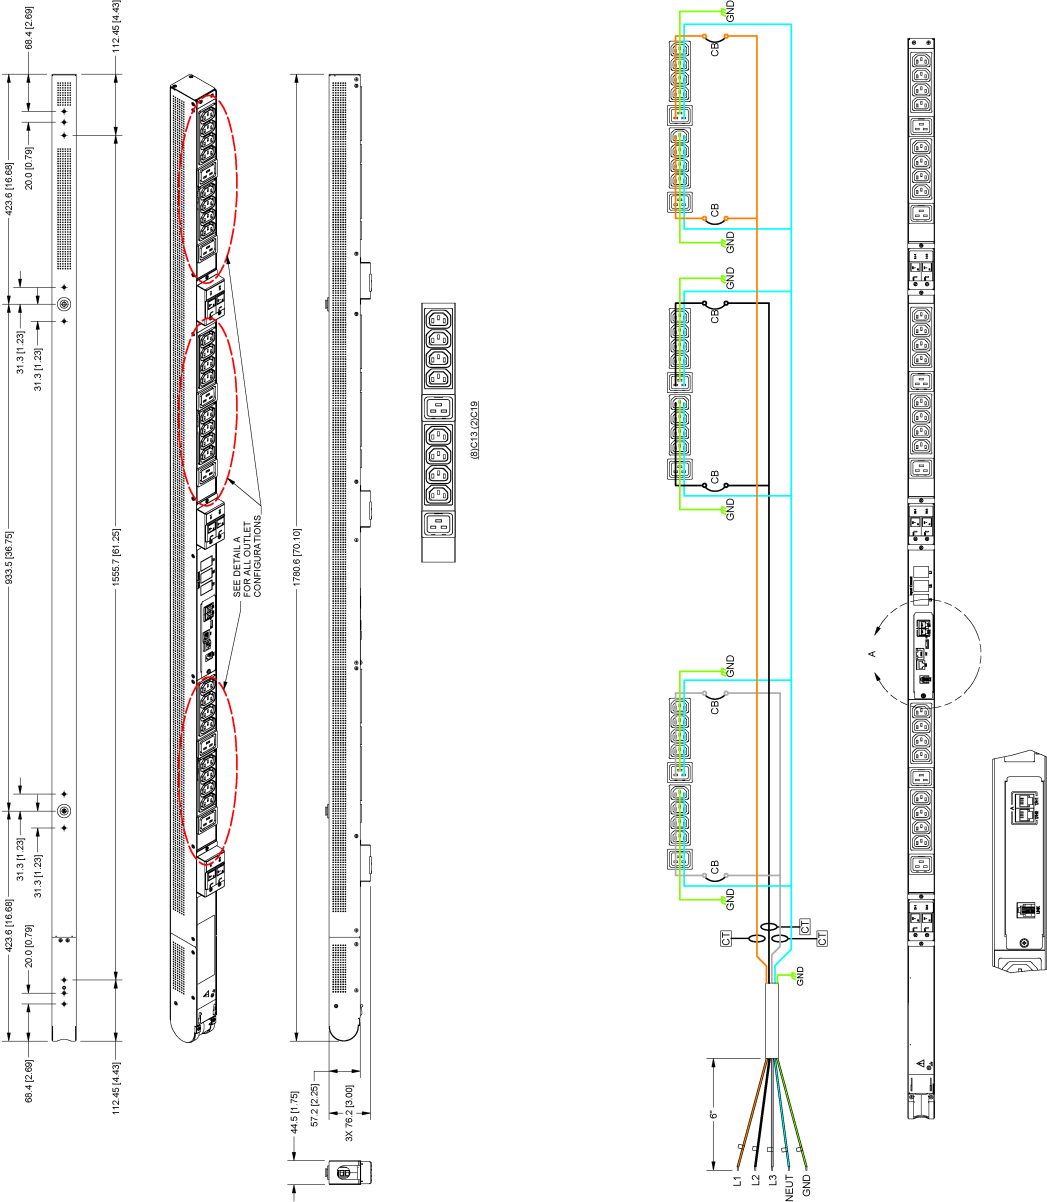 68.4 [2.69]
112.45 [4.43]
20.0 [0.79]
423.6 [16.68]
31.3 [1.23]
31.3 [1.23]
933.5 [36.75]
1555.7 [61.25]
31.3 [1.23]
31.3 [1.23]
423.6 [16.68]
20.0 [0.79]
68.4 [2.69]
112.45 [4.43]
SEE DETAIL A
FOR ALL OUTLET
CONFIGURATIONS
1780.6 [70.10]
57.2 [2.25]
3X 76.2 [3.00]
44.5 [1.75]
(8)C13,(2)C19
GND
CB
CB
GND
GND
CB
CB
GND
GND
CB
CB
GND
CT
CT
CT
GND
6"
L1
L2
L3
NEUT
GND
A
A